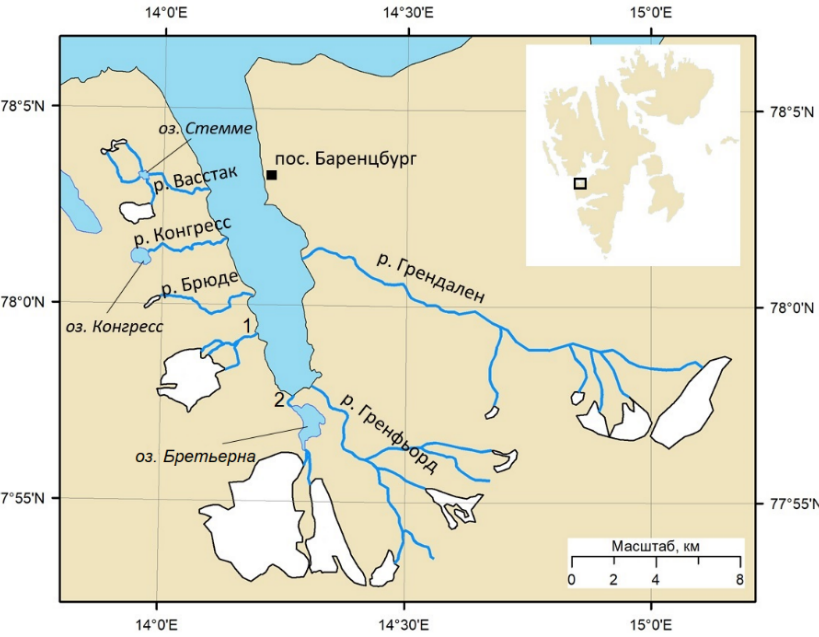 14°0'E
14°30'E
15°0'E
78°5'N
78°5'N
оз. Стемме
пос. Баренцбург
р. Васстак
р. Конгресс
р. Грендален
р. Брюде
78°0'N
78°0'N
оз. Конгресс
1
2
р. Гренфьорд
оз. Бретьерна
77°55'N
77°55'N
Масштаб, км
0 2 4 8
14°0'E
14°30'E
15°0'E